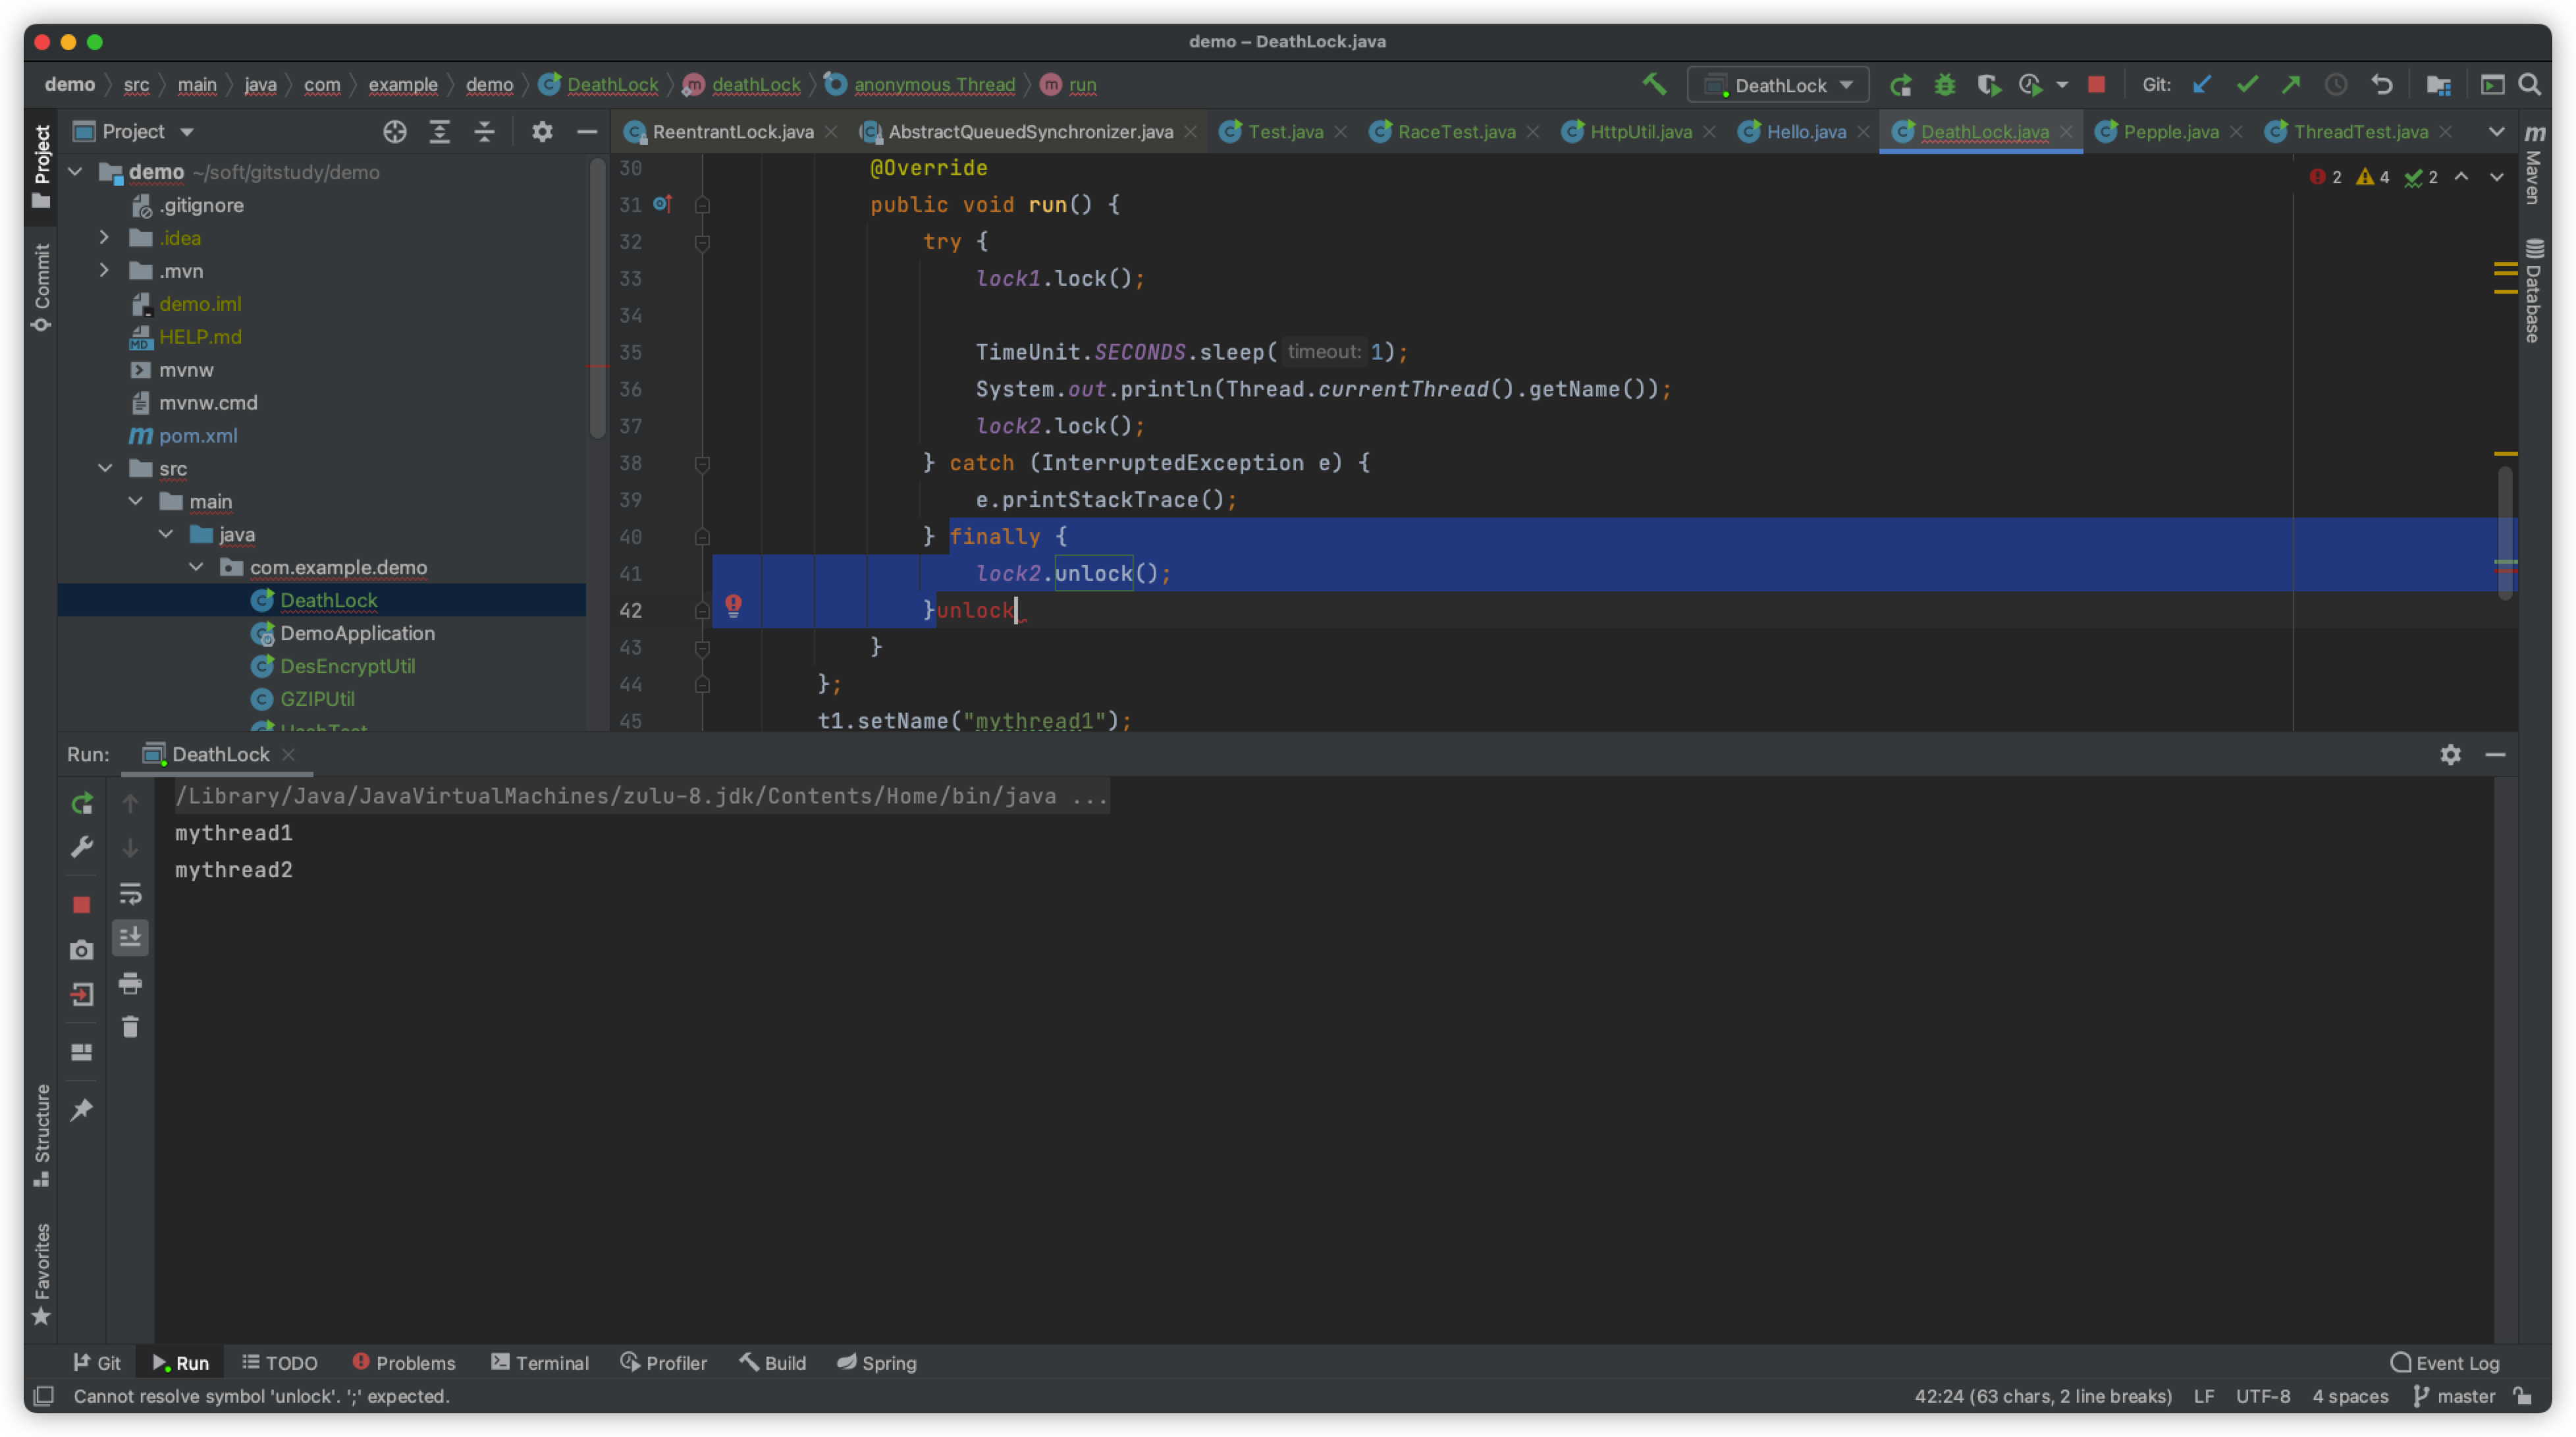 demo – DeathLock.java
demo src main java com example demo DeathLock deathLock anonymous Thread run DeathLock Git:
Project
ReentrantLock.java AbstractQueuedSynchronizer.java Test.java RaceTest.java HttpUtil.java Hello.java DeathLock.java Pepple.java ThreadTest.java
Project
Commit
Structure
Favorites
Maven
Database
demo ~/soft/gitstudy/demo
.gitignore
.idea
.mvn
demo.iml
HELP.md
mvnw
mvnw.cmd
pom.xml
src
main
java
com.example.demo
DeathLock
DemoApplication
DesEncryptUtil
GZIPUtil
2 4 2
30 @Override
31 public void run() {
32 try {
33 lock1.lock();
34
35 TimeUnit.SECONDS.sleep( timeout: 1);
36 System.out.println(Thread.currentThread().getName());
37 lock2.lock();
38 } catch (InterruptedException e) {
39 e.printStackTrace();
40 } finally {
41 lock2.unlock();
42 }unlock
43 }
44 };
45 t1.setName("mythread1");
Run: DeathLock
/Library/Java/JavaVirtualMachines/zulu-8.jdk/Contents/Home/bin/java ...
mythread1
mythread2
Git Run TODO Problems Terminal Profiler Build Spring Event Log
Cannot resolve symbol 'unlock'. ';' expected. 42:24 (63 chars, 2 line breaks) LF UTF-8 4 spaces master